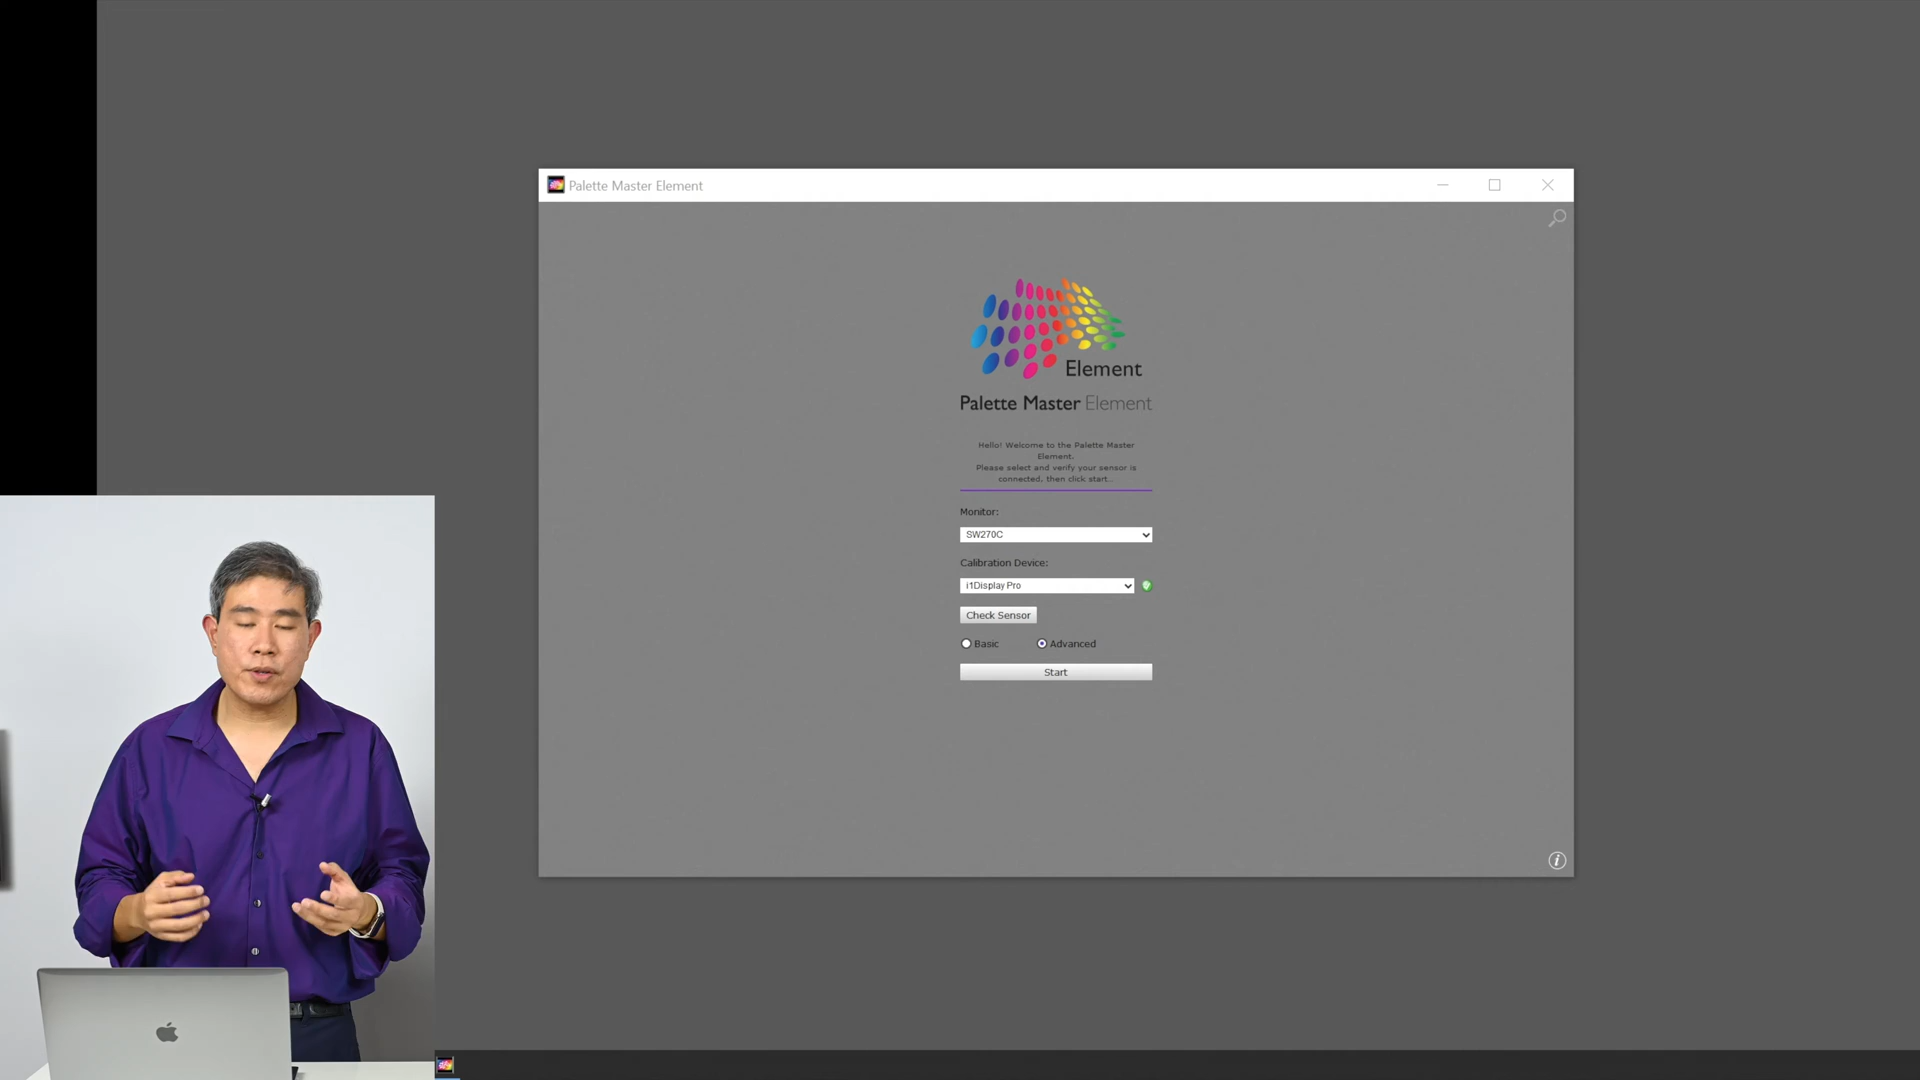 Palette Master Element
Element
Palette Master Element
Hello! Welcome to the Palette Master
Element.
Please select and verify your sensor is
connected, then click start..
Monitor:
SW270C
Calibration Device:
i1Display Pro
Check Sensor
Basic
Advanced
Start
i